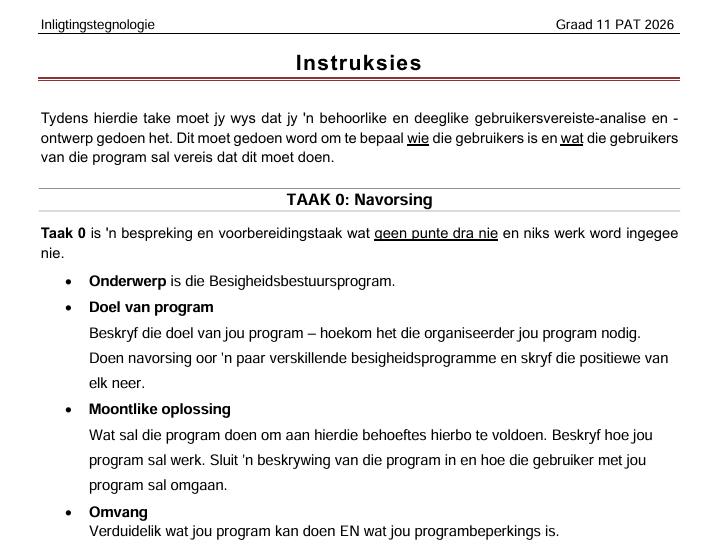 Inligtingstegnologie Graad 11 PAT 2026
Instruksies
Tydens hierdie take moet jy wys dat jy 'n behoorlike en deeglike gebruikersvereiste-analise en -
ontwerp gedoen het. Dit moet gedoen word om te bepaal wie die gebruikers is en wat die gebruikers
van die program sal vereis dat dit moet doen.
TAAK 0: Navorsing
Taak 0 is 'n bespreking en voorbereidingstaak wat geen punte dra nie en niks werk word ingegee
nie.
• Onderwerp is die Besigheidsbestuursprogram.
• Doel van program
Beskryf die doel van jou program – hoekom het die organiseerder jou program nodig.
Doen navorsing oor 'n paar verskillende besigheidsprogramme en skryf die positiewe van
elk neer.
• Moontlike oplossing
Wat sal die program doen om aan hierdie behoeftes hierbo te voldoen. Beskryf hoe jou
program sal werk. Sluit 'n beskrywing van die program in en hoe die gebruiker met jou
program sal omgaan.
• Omvang
Verduidelik wat jou program kan doen EN wat jou programbeperkings is.